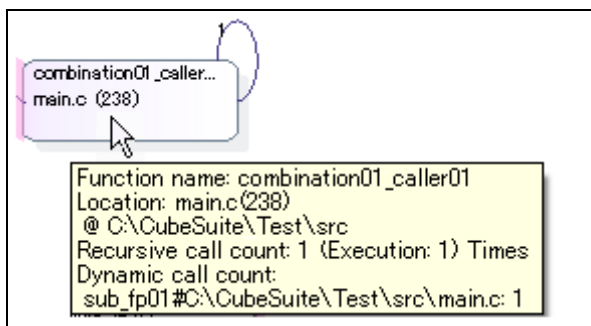 1
combination01_caller...
main.c (238)
Function name: combination01_caller01
Location: main.c(238)
@ C:\CubeSuite\Test\src
Recursive call count: 1 (Execution: 1) Times
Dynamic call count:
sub_fp01#C:\CubeSuite\Test\src\main.c: 1